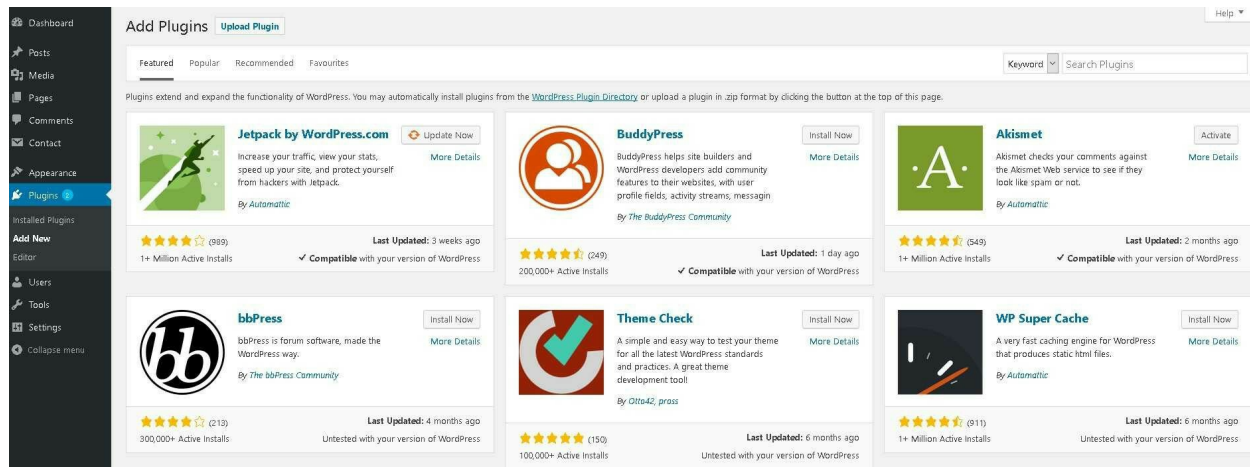 Dashboard
Posts
Media
Pages
Comments
Contact
Appearance
Plugins 2
Installed Plugins
Add New
Editor
Users
Tools
Settings
Collapse menu
Help
Add Plugins Upload Plugin
Featured Popular Recommended Favourites
Keyword Search Plugins
Plugins extend and expand the functionality of WordPress. You may automatically install plugins from the WordPress Plugin Directory or upload a plugin in .zip format by clicking the button at the top of this page.
Jetpack by WordPress.com
Update Now
More Details
Increase your traffic, view your stats,
speed up your site, and protect yourself
from hackers with Jetpack.
By Automattic
(989)
1+ Million Active Installs
Last Updated: 3 weeks ago
Compatible with your version of WordPress
BuddyPress
Install Now
More Details
BuddyPress helps site builders and
WordPress developers add community
features to their websites, with user
profile fields, activity streams, messagin
By The BuddyPress Community
(249)
200,000+ Active Installs
Last Updated: 1 day ago
Compatible with your version of WordPress
·A·
Akismet
Activate
More Details
Akismet checks your comments against
the Akismet Web service to see if they
look like spam or not.
By Automattic
(549)
1+ Million Active Installs
Last Updated: 2 months ago
Compatible with your version of WordPress
bb
bbPress
Install Now
More Details
bbPress is forum software, made the
WordPress way.
By The bbPress Community
(213)
300,000+ Active Installs
Last Updated: 4 months ago
Untested with your version of WordPress
Theme Check
Install Now
More Details
A simple and easy way to test your theme
for all the latest WordPress standards
and practices. A great theme
development tool!
By Otto42, pross
(150)
100,000+ Active Installs
Last Updated: 6 months ago
Untested with your version of WordPress
WP Super Cache
Install Now
More Details
A very fast caching engine for WordPress
that produces static html files.
By Automattic
(911)
1+ Million Active Installs
Last Updated: 6 months ago
Untested with your version of WordPress